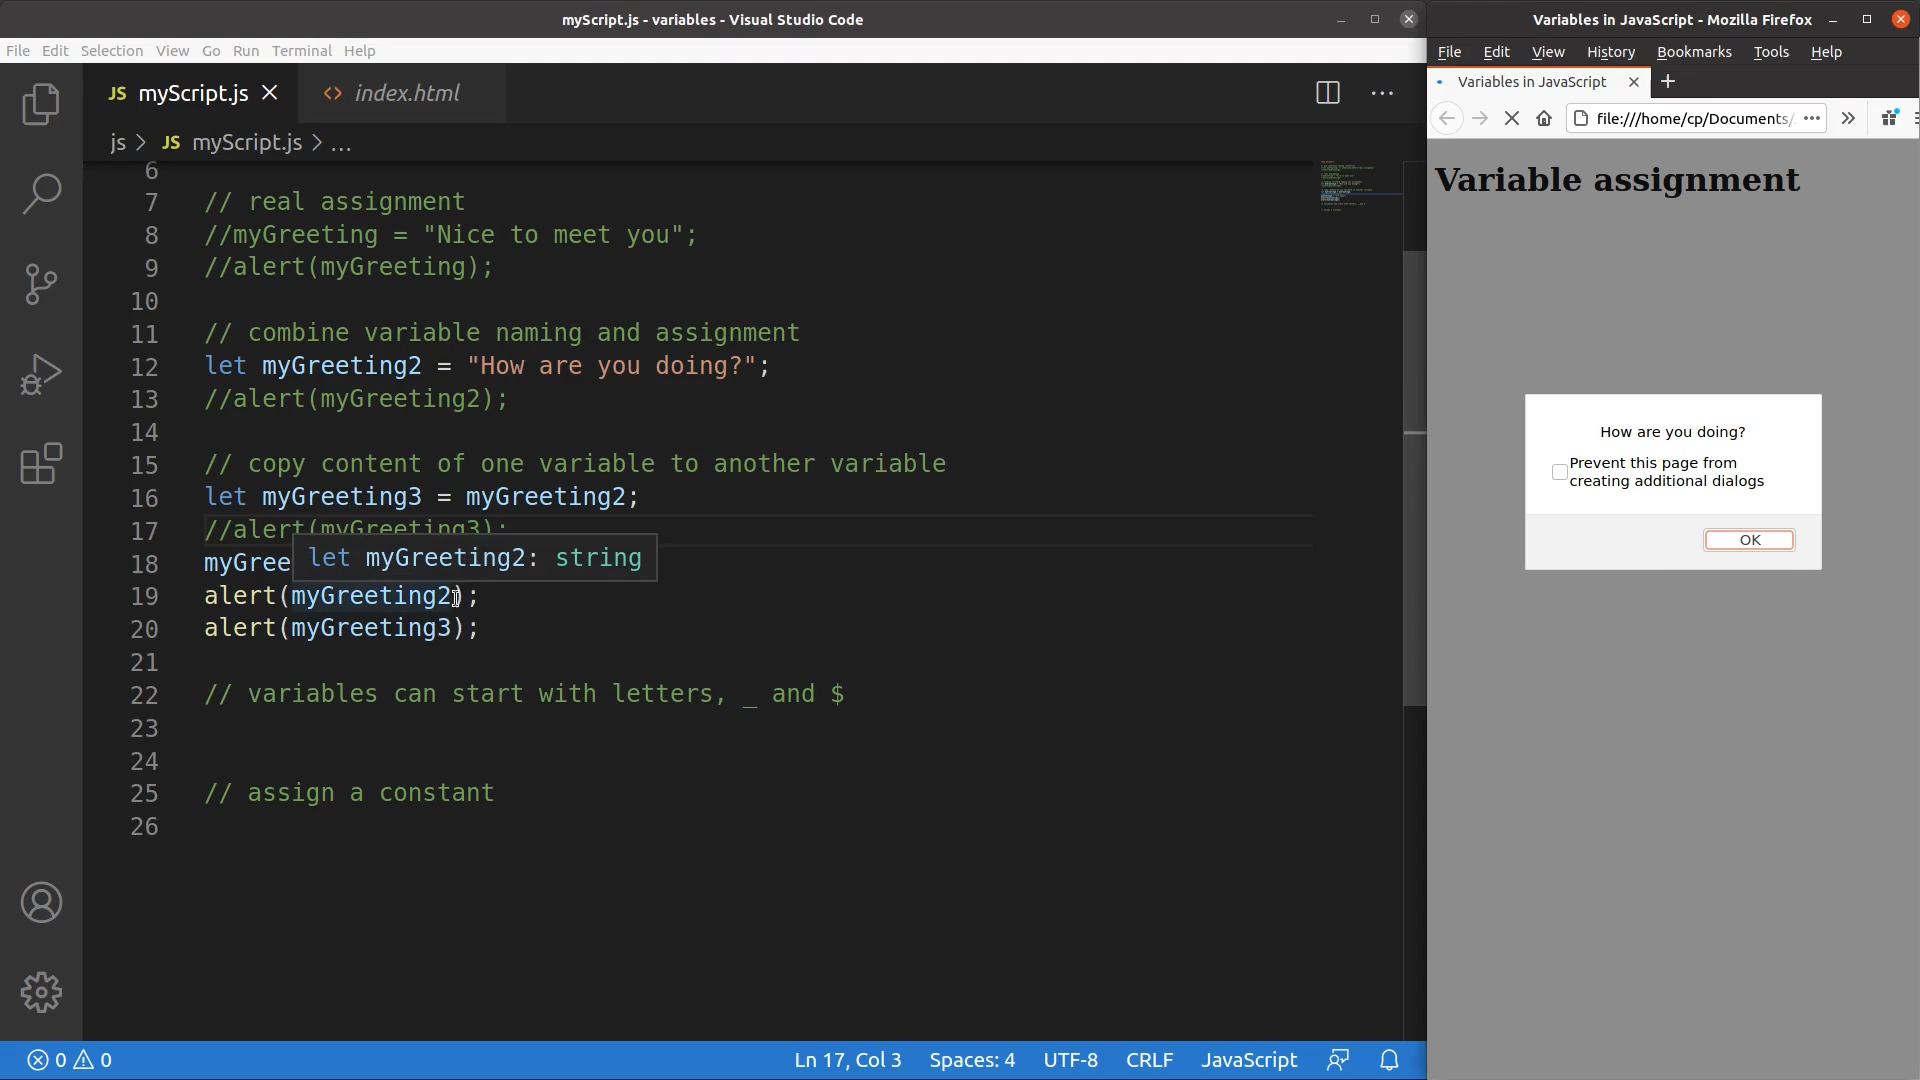 myScript.js - variables - Visual Studio Code
File Edit Selection View Go Run Terminal Help
JS myScript.js
<> index.html
js > JS myScript.js > ...
6
7 // real assignment
8 //myGreeting = "Nice to meet you";
9 //alert(myGreeting);
10
11 // combine variable naming and assignment
12 let myGreeting2 = "How are you doing?";
13 //alert(myGreeting2);
14
15 // copy content of one variable to another variable
16 let myGreeting3 = myGreeting2;
17 //alert(myGreeting3);
let myGreeting2: string
18 myGree
19 alert(myGreeting2);
20 alert(myGreeting3);
21
22 // variables can start with letters, _ and $
23
24
25 // assign a constant
26
0 0
Ln 17, Col 3 Spaces: 4 UTF-8 CRLF JavaScript
Variables in JavaScript - Mozilla Firefox
File Edit View History Bookmarks Tools Help
Variables in JavaScript
file:///home/cp/Documents/
Variable assignment
How are you doing?
Prevent this page from
creating additional dialogs
OK